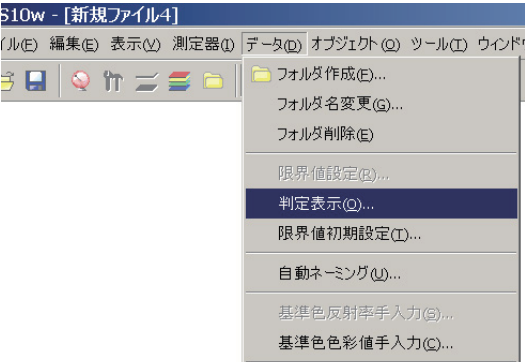 S10w - [新規ファイル4]
イル(E) 編集(E) 表示(V) 測定器(I) データ(D) オブジェクト(O) ツール(T) ウィンドウ
フォルダ作成(F)...
フォルダ名変更(G)...
フォルダ削除(E)
限界値設定(R)...
判定表示(O)...
限界値初期設定(T)...
自動ネーミング(U)...
基準色反射率手入力(S)...
基準色色彩値手入力(C)...